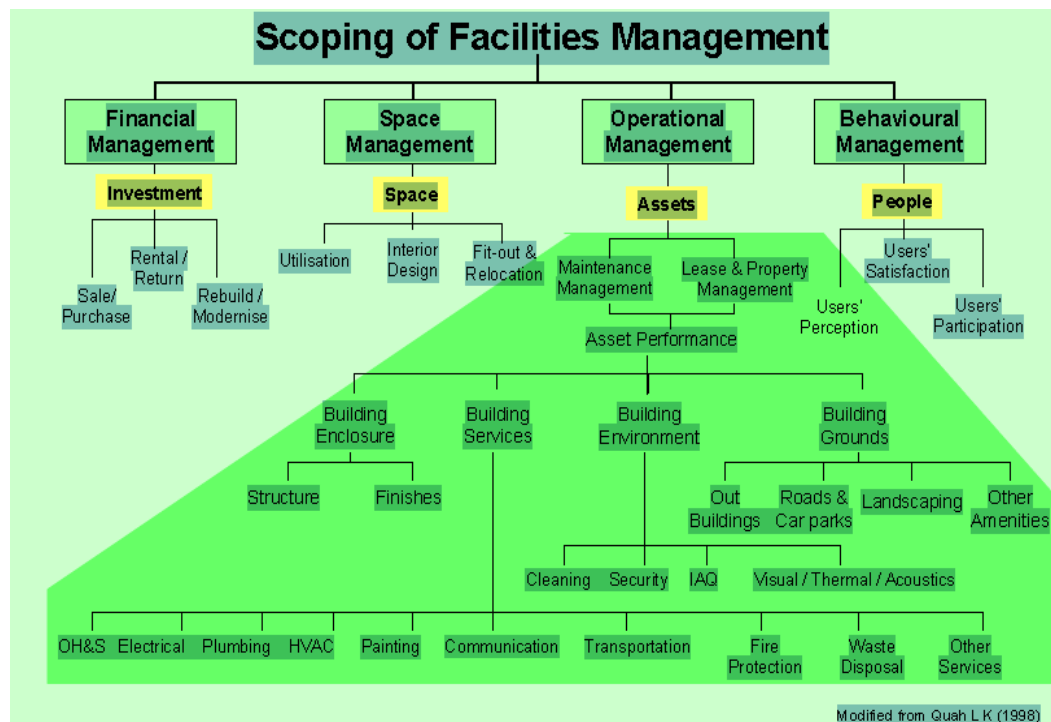 Scoping of Facilities Management
Financial
Management
Space
Management
Operational
Management
Behavioural
Management
Investment
Space
Assets
People
Sale/
Purchase
Rental /
Return
Rebuild /
Modernise
Utilisation
Interior
Design
Fit-out &
Relocation
Maintenance
Management
Lease & Property
Management
Users'
Perception
Users'
Satisfaction
Users'
Participation
Asset Performance
Building
Enclosure
Building
Services
Building
Environment
Building
Grounds
Structure
Finishes
Out
Buildings
Roads &
Car parks
Landscaping
Other
Amenities
Cleaning
Security
IAQ
Visual / Thermal / Acoustics
OH&S
Electrical
Plumbing
HVAC
Painting
Communication
Transportation
Fire
Protection
Waste
Disposal
Other
Services
Modified from Quah L K (1998)